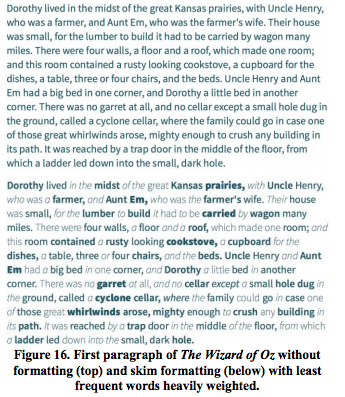 Dorothy lived in the midst of the great Kansas prairies, with Uncle Henry,
who was a farmer, and Aunt Em, who was the farmer's wife. Their house
was small, for the lumber to build it had to be carried by wagon many
miles. There were four walls, a floor and a roof, which made one room;
and this room contained a rusty looking cookstove, a cupboard for the
dishes, a table, three or four chairs, and the beds. Uncle Henry and Aunt
Em had a big bed in one corner, and Dorothy a little bed in another
corner. There was no garret at all, and no cellar except a small hole dug in
the ground, called a cyclone cellar, where the family could go in case one
of those great whirlwinds arose, mighty enough to crush any building in
its path. It was reached by a trap door in the middle of the floor, from
which a ladder led down into the small, dark hole.
Dorothy lived in the midst of the great Kansas prairies, with Uncle Henry,
who was a farmer, and Aunt Em, who was the farmer's wife. Their house
was small, for the lumber to build it had to be carried by wagon many
miles. There were four walls, a floor and a roof, which made one room; and
this room contained a rusty looking cookstove, a cupboard for the
dishes, a table, three or four chairs, and the beds. Uncle Henry and Aunt
Em had a big bed in one corner, and Dorothy a little bed in another
corner. There was no garret at all, and no cellar except a small hole dug in
the ground, called a cyclone cellar, where the family could go in case one
of those great whirlwinds arose, mighty enough to crush any building in
its path. It was reached by a trap door in the middle of the floor, from which
a ladder led down into the small, dark hole.
Figure 16. First paragraph of The Wizard of Oz without
formatting (top) and skim formatting (below) with least
frequent words heavily weighted.